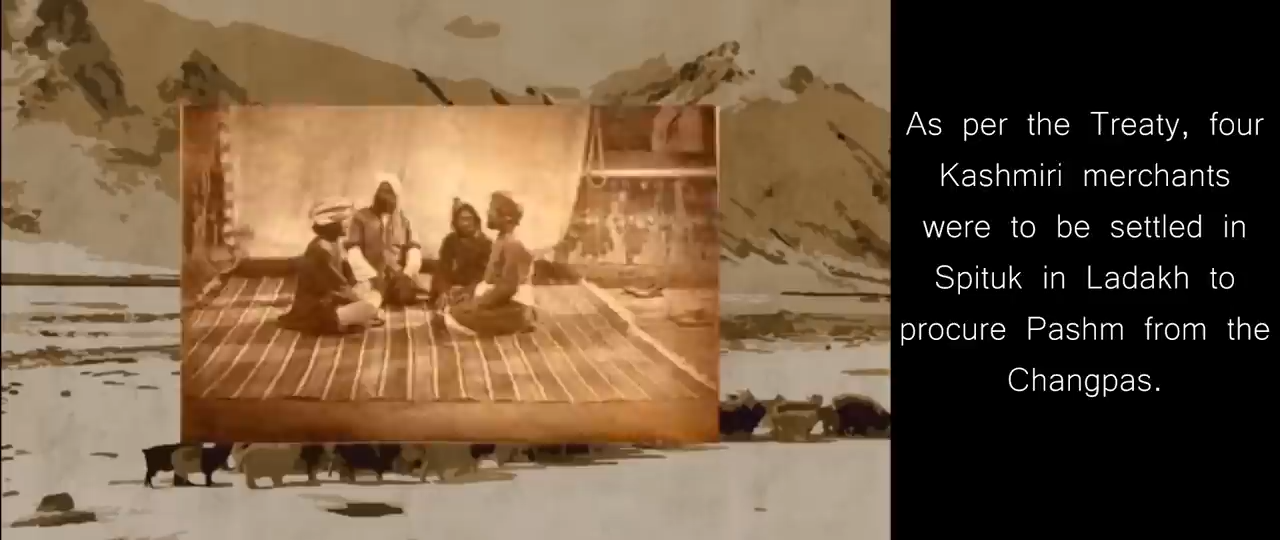 As per the Treaty, four
Kashmiri merchants
were to be settled in
Spituk in Ladakh to
procure Pashm from the
Changpas.